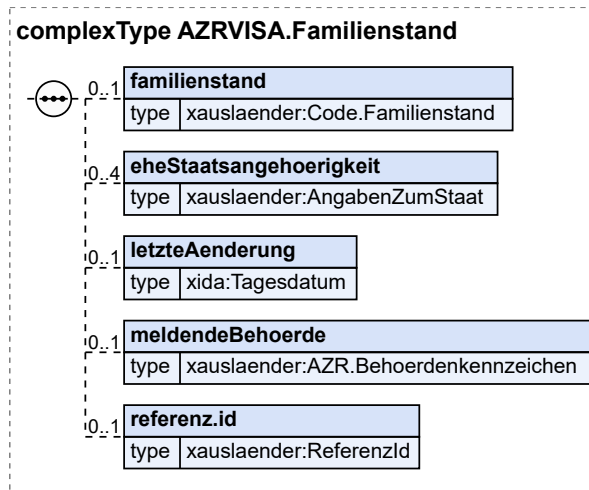 complexType AZRVISA.Familienstand
0..1
familienstand
type xauslaender:Code.Familienstand
0..4
eheStaatsangehoerigkeit
type xauslaender:AngabenZumStaat
0..1
letzteAenderung
type xida:Tagesdatum
0..1
meldendeBehoerde
type xauslaender:AZR.Behoerdenkennzeichen
0..1
referenz.id
type xauslaender:ReferenzId